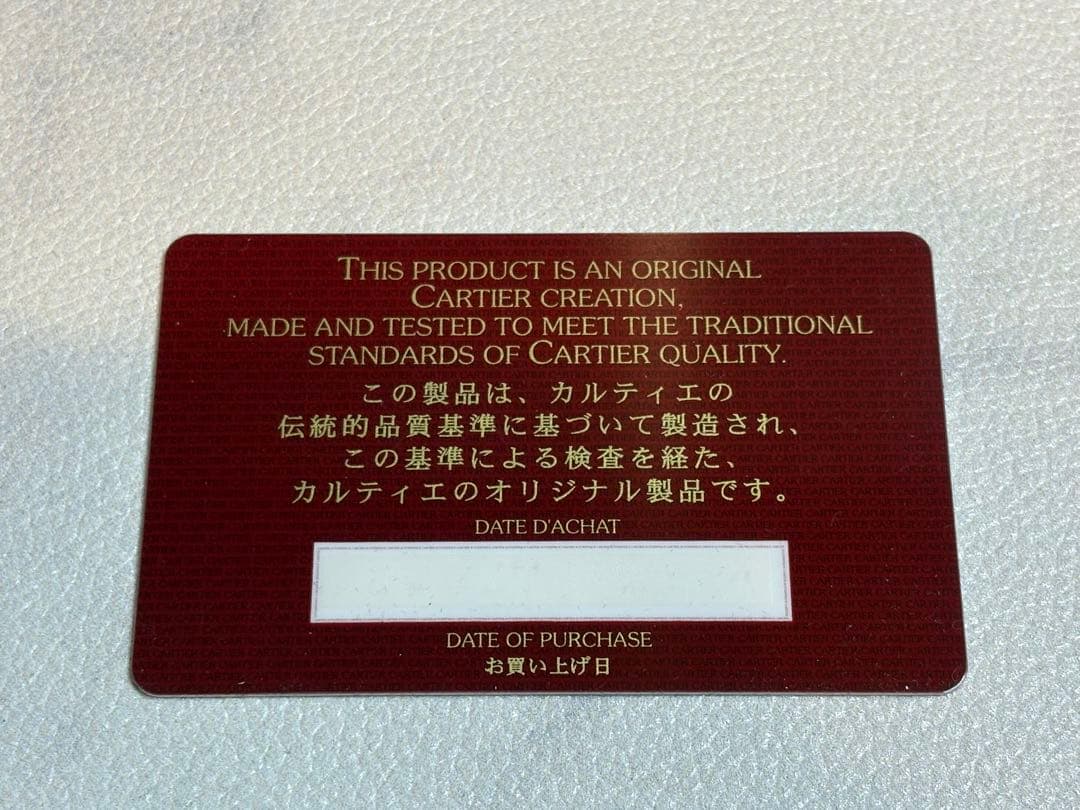 THIS PRODUCT IS AN ORIGINAL
CARTIER CREATION,
MADE AND TESTED TO MEET THE TRADITIONAL
STANDARDS OF CARTIER QUALITY.
この製品は、カルティエの
伝統的品質基準に基づいて製造され、
この基準による検査を経た、
カルティエのオリジナル製品です。
DATE D'ACHAT
DATE OF PURCHASE
お買い上げ日